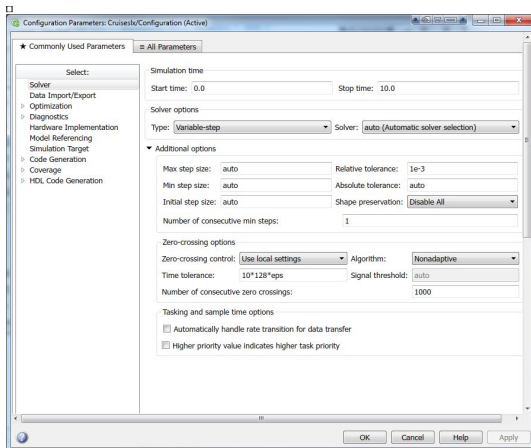 Configuration Parameters: Cruiseslx/Configuration (Active)
★ Commonly Used Parameters ≡ All Parameters
Select:
Solver
Data Import/Export
Optimization
Diagnostics
Hardware Implementation
Model Referencing
Simulation Target
Code Generation
Coverage
HDL Code Generation
Simulation time
Start time: 0.0 Stop time: 10.0
Solver options
Type: Variable-step Solver: auto (Automatic solver selection)
Additional options
Max step size: auto Relative tolerance: 1e-3
Min step size: auto Absolute tolerance: auto
Initial step size: auto Shape preservation: Disable All
Number of consecutive min steps: 1
Zero-crossing options
Zero-crossing control: Use local settings Algorithm: Nonadaptive
Time tolerance: 10*128*eps Signal threshold: auto
Number of consecutive zero crossings: 1000
Tasking and sample time options
Automatically handle rate transition for data transfer
Higher priority value indicates higher task priority
OK Cancel Help Apply